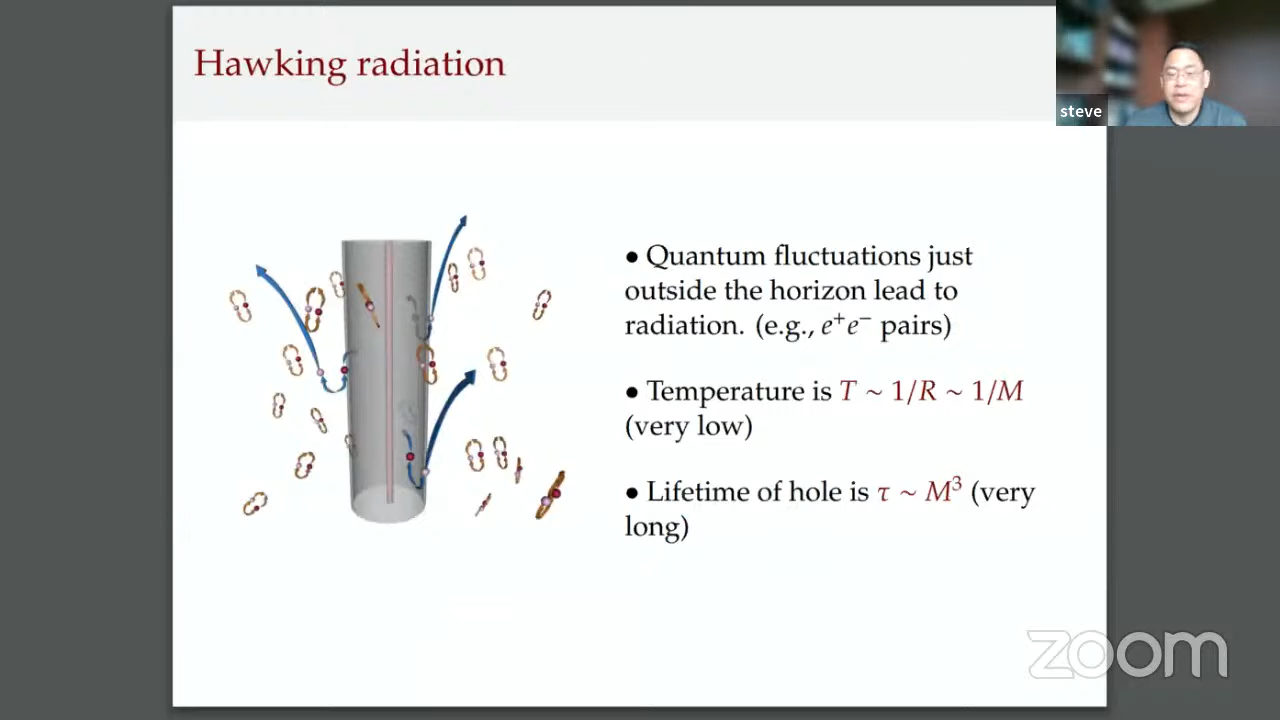 Hawking radiation
steve
• Quantum fluctuations just
outside the horizon lead to
radiation. (e.g., e⁺e⁻ pairs)
• Temperature is T ∼ 1/R ∼ 1/M
(very low)
• Lifetime of hole is τ ∼ M³ (very
long)
zoom